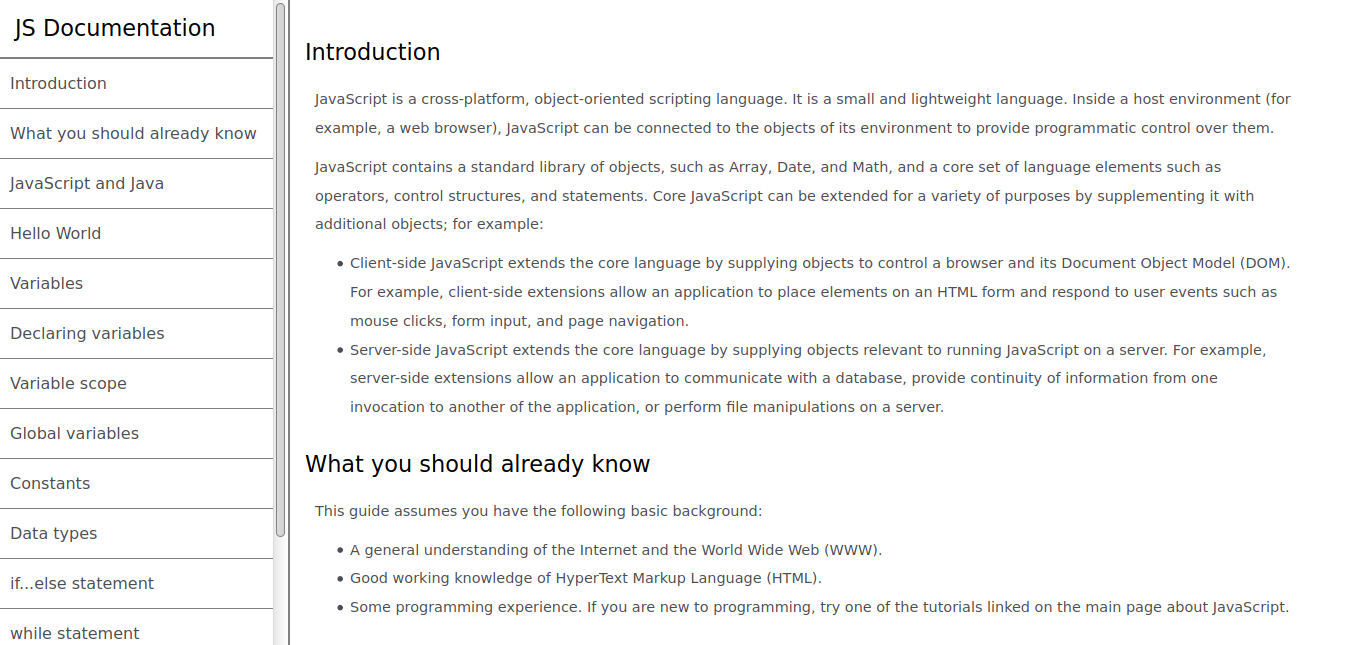 JS Documentation
Introduction
What you should already know
JavaScript and Java
Hello World
Variables
Declaring variables
Variable scope
Global variables
Constants
Data types
if...else statement
while statement
Introduction
JavaScript is a cross-platform, object-oriented scripting language. It is a small and lightweight language. Inside a host environment (for
example, a web browser), JavaScript can be connected to the objects of its environment to provide programmatic control over them.
JavaScript contains a standard library of objects, such as Array, Date, and Math, and a core set of language elements such as
operators, control structures, and statements. Core JavaScript can be extended for a variety of purposes by supplementing it with
additional objects; for example:
• Client-side JavaScript extends the core language by supplying objects to control a browser and its Document Object Model (DOM).
For example, client-side extensions allow an application to place elements on an HTML form and respond to user events such as
mouse clicks, form input, and page navigation.
• Server-side JavaScript extends the core language by supplying objects relevant to running JavaScript on a server. For example,
server-side extensions allow an application to communicate with a database, provide continuity of information from one
invocation to another of the application, or perform file manipulations on a server.
What you should already know
This guide assumes you have the following basic background:
• A general understanding of the Internet and the World Wide Web (WWW).
• Good working knowledge of HyperText Markup Language (HTML).
• Some programming experience. If you are new to programming, try one of the tutorials linked on the main page about JavaScript.